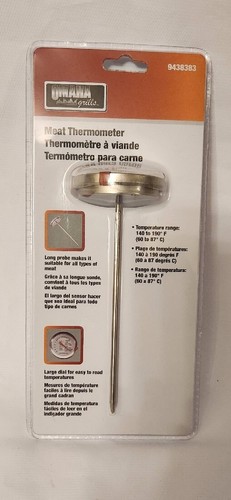 OMAHA
grills.
9438383
Meat Thermometer
Thermomètre à viande
Termómetro para carne
Long probe makes it
suitable for all types of
meat
Grâce à sa longue sonde,
convient à tous les types
de viande
El largo del sensor hacer
que sea ideal para todo
tipo de carnes
• Temperature range:
140 to 190° F
(60 to 87° C)
• Plage de températures:
140 à 190 degrés F
(60 à 87 degrés C)
• Range de temperatura:
140 a 190° F
(60 a 87° C)
Large dial for easy to read
temperatures
Mesures de température
faciles à lire depuis le
grand cadran
Medidas de temperatura
fáciles de leer en el
indicador grande